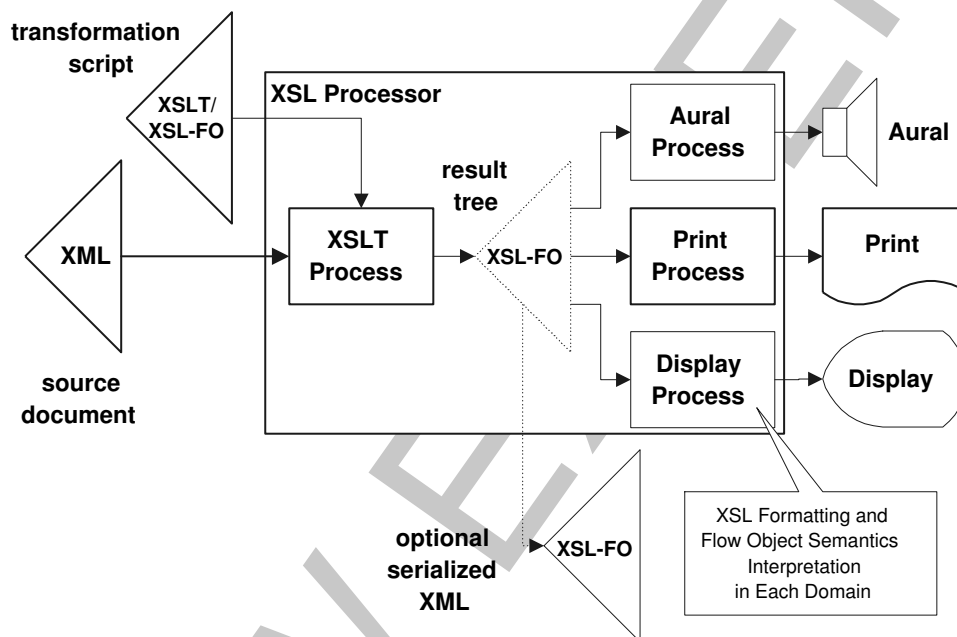 transformation
script
XSLT/
XSL-FO
XSL Processor
XML
source
document
XSLT
Process
result
tree
XSL-FO
Aural
Process
Aural
Print
Process
Print
Display
Process
Display
optional
serialized
XML
XSL-FO
XSL Formatting and
Flow Object Semantics
Interpretation
in Each Domain